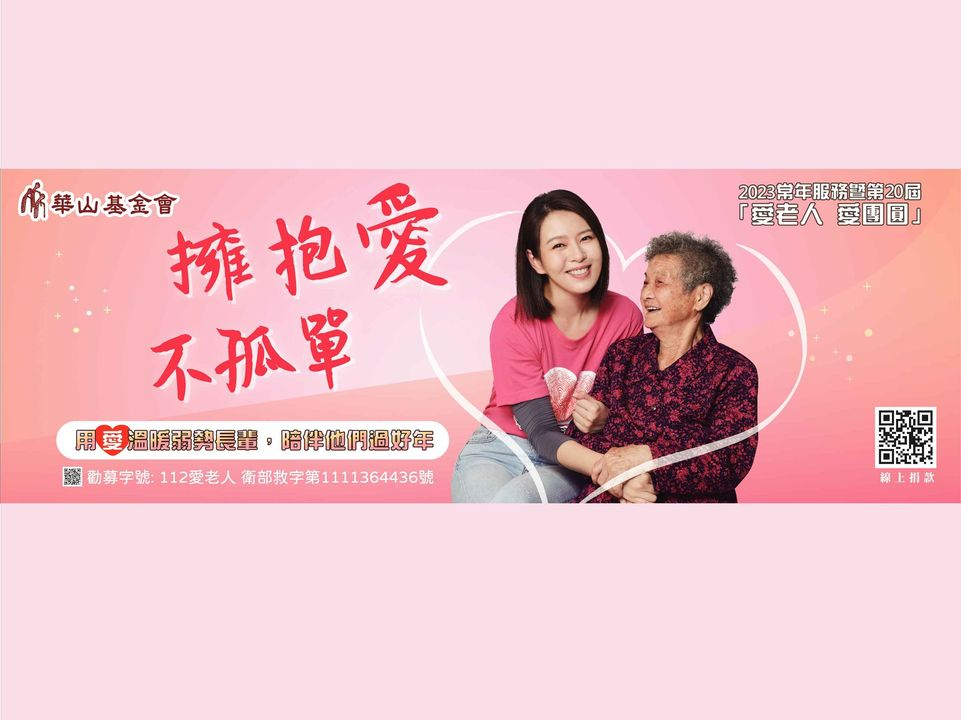 華山基金會
2023常年服務暨第20屆
「愛老人 愛團圓」
擁抱愛
不孤單
用愛溫暖弱勢長輩，陪伴他們過好年
勸募字號: 112愛老人 衛部救字第1111364436號
線上捐款